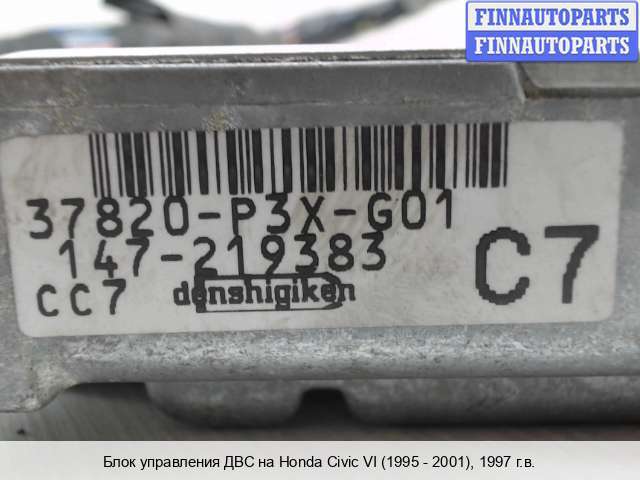 FINNAUTOPARTS
FINNAUTOPARTS
37820-P3X-G01
147-219383
CC7 denshigiken C7
Блок управления ДВС на Honda Civic VI (1995 - 2001), 1997 г.в.